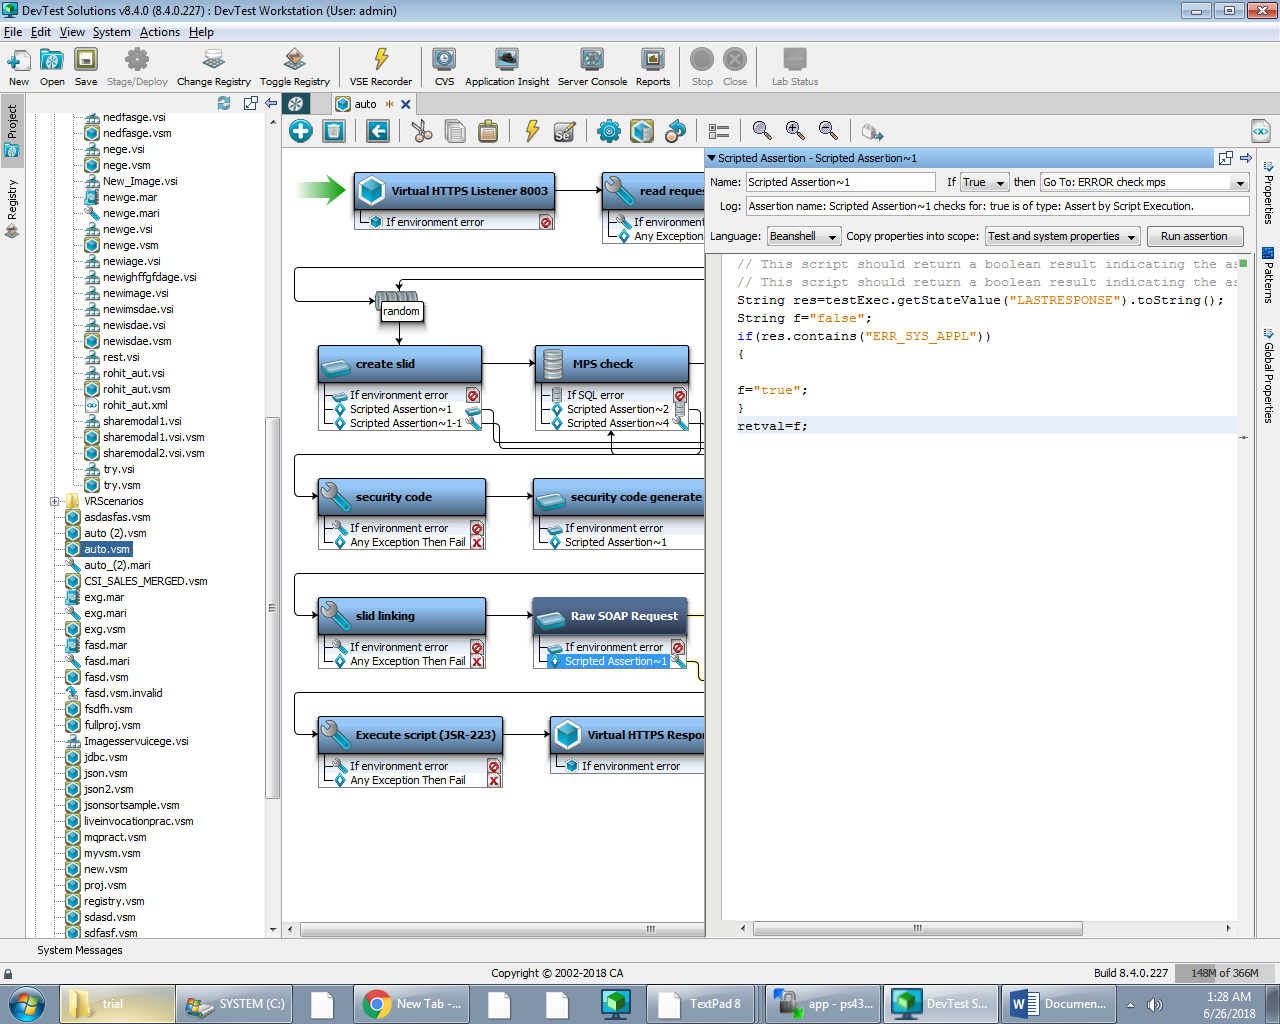 DevTest Solutions v8.4.0 (8.4.0.227) : DevTest Workstation (User: admin)
File Edit View System Actions Help
New Open Save Stage/Deploy Change Registry Toggle Registry VSE Recorder CVS Application Insight Server Console Reports Stop Close Lab Status
Project
Registry
nedfasge.vsi
nedfasge.vsm
nege.vsi
nege.vsm
New_Image.vsi
newge.mar
newge.mari
newge.vsi
newge.vsm
newiage.vsi
newighffgfdage.vsi
newimage.vsi
newimsdae.vsi
newisdae.vsi
newisdae.vsm
rest.vsi
rohit_aut.vsi
rohit_aut.vsm
rohit_aut.xml
sharemodal1.vsi
sharemodal1.vsi.vsm
sharemodal2.vsi.vsm
try.vsi
try.vsm
VRScenarios
asdasfas.vsm
auto (2).vsm
auto.vsm
auto_(2).mari
CSI_SALES_MERGED.vsm
exg.mar
exg.mari
exg.vsm
fasd.mar
fasd.mari
fasd.vsm
fasd.vsm.invalid
fsdfh.vsm
fullproj.vsm
Imagesservuicege.vsi
jdbc.vsm
json.vsm
json2.vsm
jsonsortsample.vsm
liveinvocationprac.vsm
mqpract.vsm
myvsm.vsm
new.vsm
proj.vsm
registry.vsm
sdasd.vsm
sdfasf.vsm
auto
Virtual HTTPS Listener 8003
If environment error
read reque
If environmen
Any Exception
random
create slid
If environment error
Scripted Assertion~1
Scripted Assertion~1-1
MPS check
If SQL error
Scripted Assertion~2
Scripted Assertion~4
security code
If environment error
Any Exception Then Fail
security code generate
If environment error
Scripted Assertion~1
slid linking
If environment error
Any Exception Then Fail
Raw SOAP Request
If environment error
Scripted Assertion~1
Execute script (JSR-223)
If environment error
Any Exception Then Fail
Virtual HTTPS Respor
If environment error
Scripted Assertion - Scripted Assertion~1
Name: Scripted Assertion~1 If True then Go To: ERROR check mps
Log: Assertion name: Scripted Assertion~1 checks for: true is of type: Assert by Script Execution.
Language: Beanshell Copy properties into scope: Test and system properties Run assertion
// This script should return a boolean result indicating the as
// This script should return a boolean result indicating the as
String res=testExec.getStateValue("LASTRESPONSE").toString();
String f="false";
if(res.contains("ERR_SYS_APPL"))
{
f="true";
}
retval=f;
Properties
Patterns
Global Properties
System Messages
Copyright © 2002-2018 CA
Build 8.4.0.227 148M of 366M
trial SYSTEM (C:) New Tab -... TextPad 8 app - ps43... DevTest S... Documen... 1:28 AM
6/26/2018